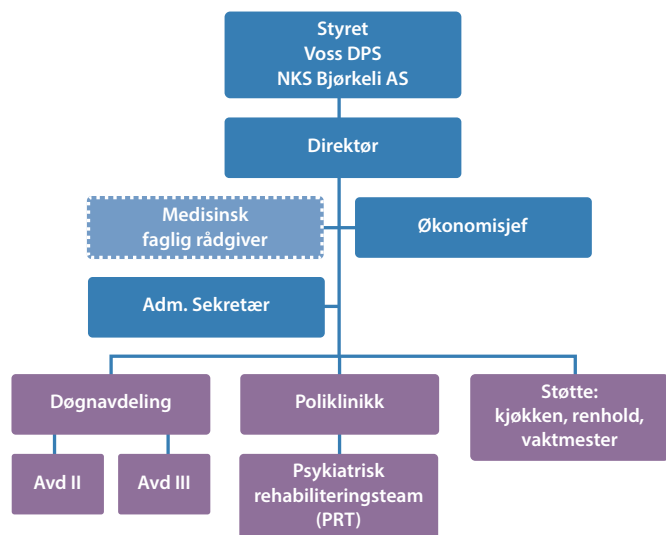 Styret
Voss DPS
NKS Bjørkeli AS
Direktør
Medisinsk
faglig rådgiver
Økonomisjef
Adm. Sekretær
Døgnavdeling
Poliklinikk
Støtte:
kjøkken, renhold,
vaktmester
Avd II
Avd III
Psykiatrisk
rehabiliteringsteam
(PRT)